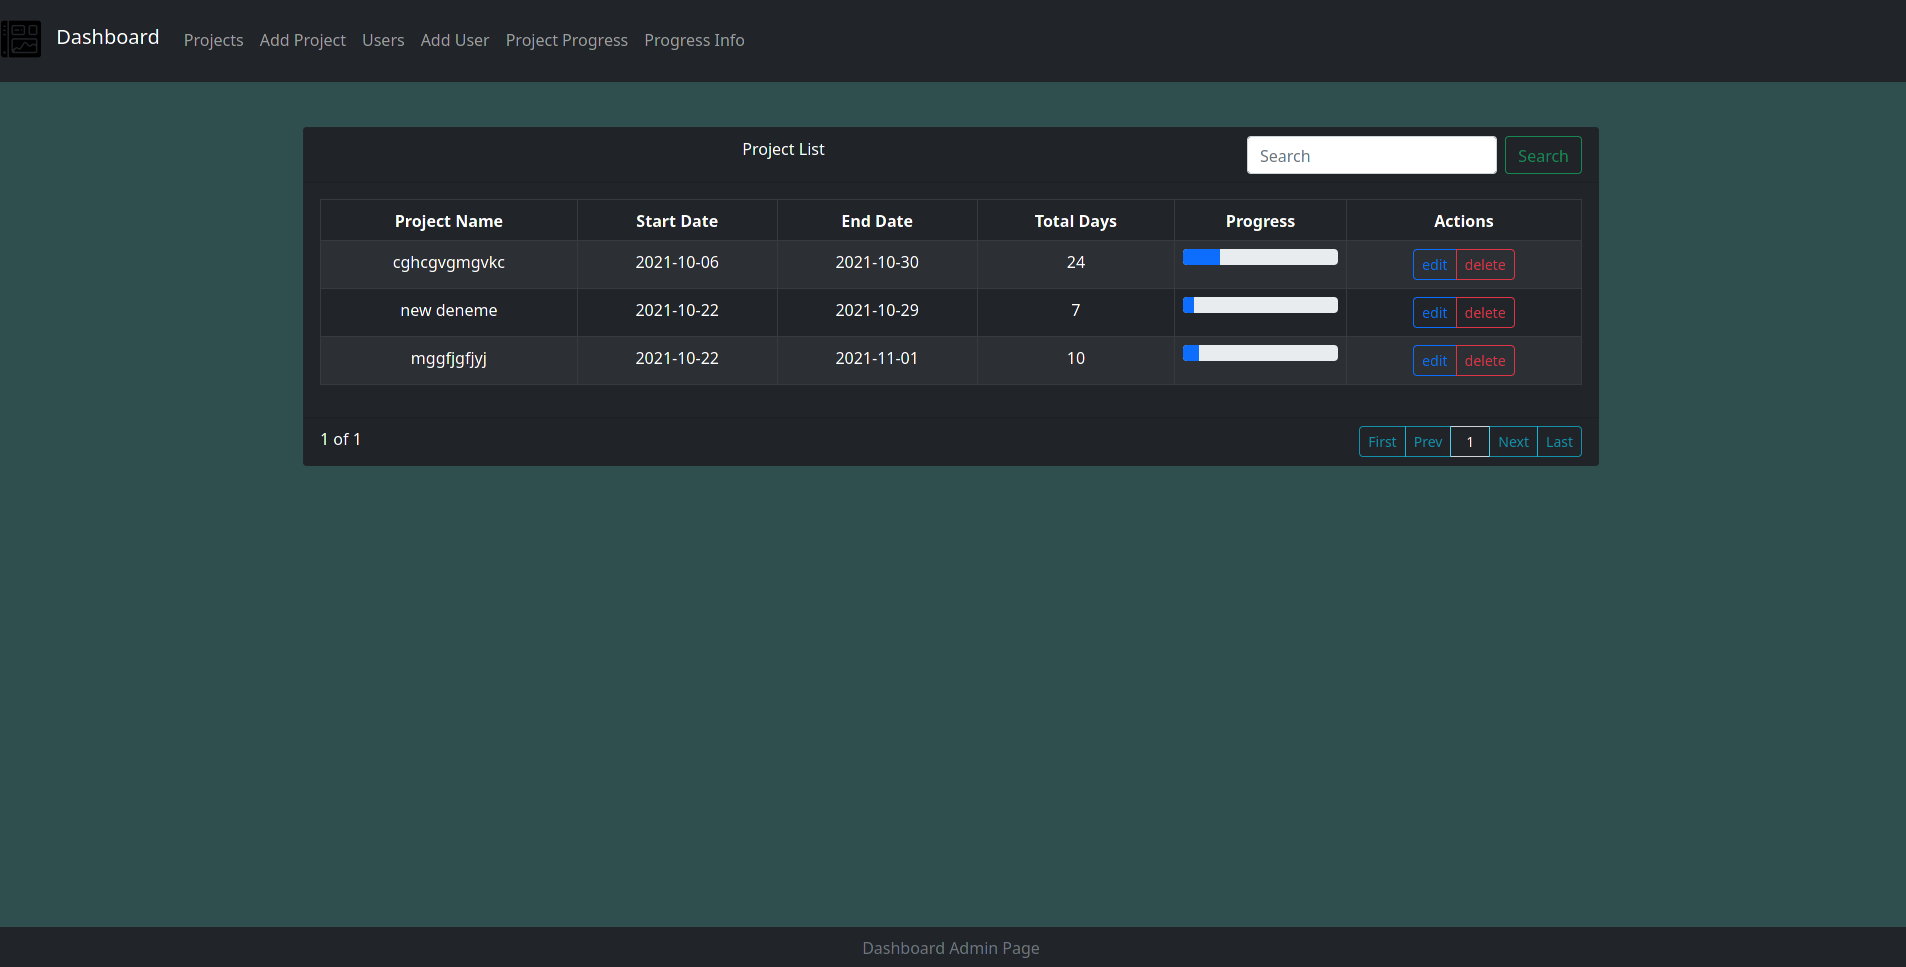 Dashboard Projects Add Project Users Add User Project Progress Progress Info
Project List Search Search
Project Name Start Date End Date Total Days Progress Actions
cghcgvgmgvkc 2021-10-06 2021-10-30 24 edit delete
new deneme 2021-10-22 2021-10-29 7 edit delete
mggfjgfjyj 2021-10-22 2021-11-01 10 edit delete
1 of 1 First Prev 1 Next Last
Dashboard Admin Page